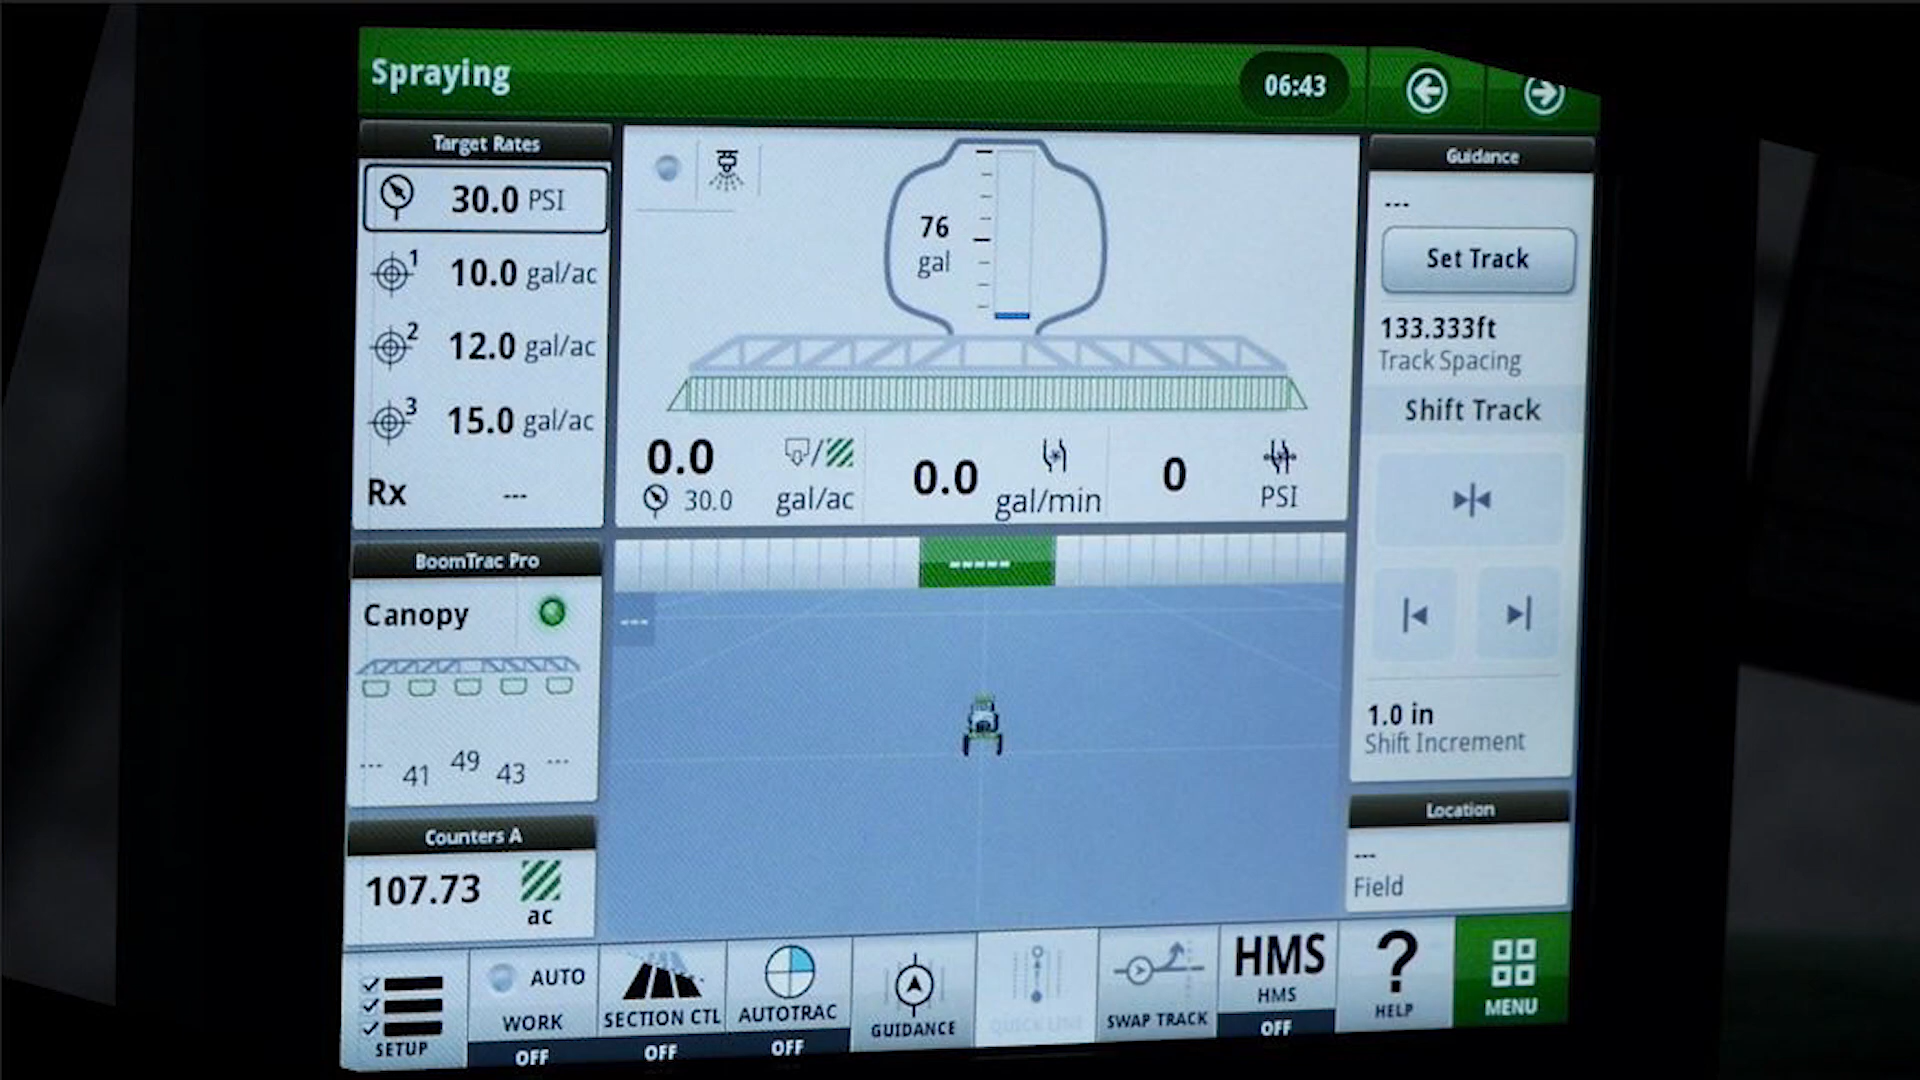 Spraying
06:43
Target Rates
30.0 PSI
1 10.0 gal/ac
2 12.0 gal/ac
3 15.0 gal/ac
Rx ---
76
gal
0.0
30.0
gal/ac
0.0
gal/min
0
PSI
Guidance
---
Set Track
133.333ft
Track Spacing
Shift Track
1.0 in
Shift Increment
BoomTrac Pro
Canopy
--- 41 49 43 ---
-----
---
Counters A
107.73
ac
Location
---
Field
SETUP
AUTO
WORK
OFF
SECTION CTL
OFF
AUTOTRAC
OFF
GUIDANCE
QUICK LINE
SWAP TRACK
HMS
HMS
OFF
?
HELP
MENU